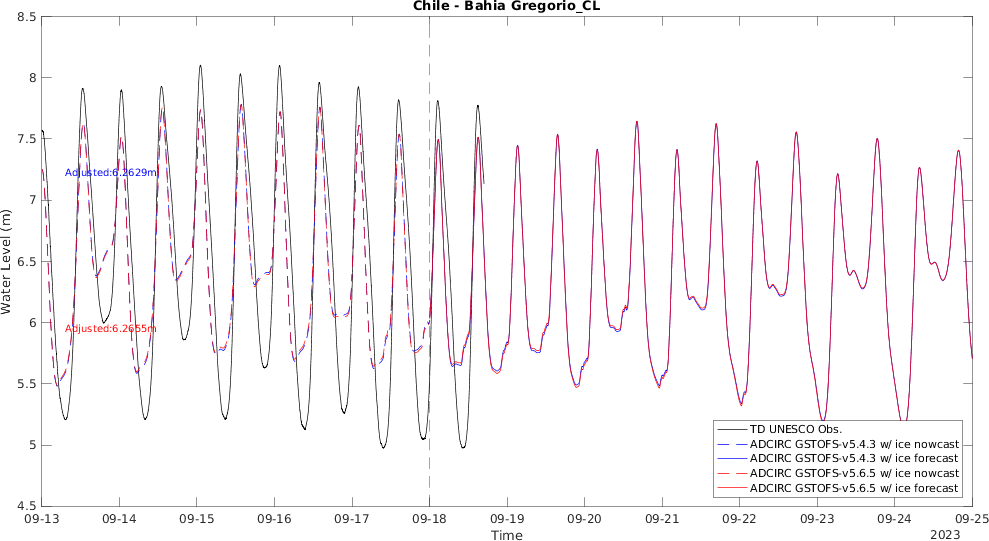 Chile - Bahia Gregorio_CL
Water Level (m)
8.5
8
7.5
7
6.5
6
5.5
5
4.5
Adjusted:6.2629m
Adjusted:6.2655m
TD UNESCO Obs.
ADCIRC GSTOFS-v5.4.3 w/ ice nowcast
ADCIRC GSTOFS-v5.4.3 w/ ice forecast
ADCIRC GSTOFS-v5.6.5 w/ ice nowcast
ADCIRC GSTOFS-v5.6.5 w/ ice forecast
09-13 09-14 09-15 09-16 09-17 09-18 09-19 09-20 09-21 09-22 09-23 09-24 09-25
Time
2023